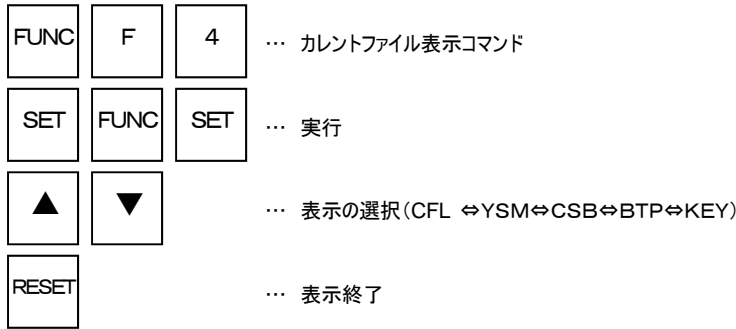 FUNC F 4 … カレントファイル表示コマンド
SET FUNC SET … 実行
▲ ▼ … 表示の選択(CFL ⇔YSM⇔CSB⇔BTP⇔KEY)
RESET … 表示終了